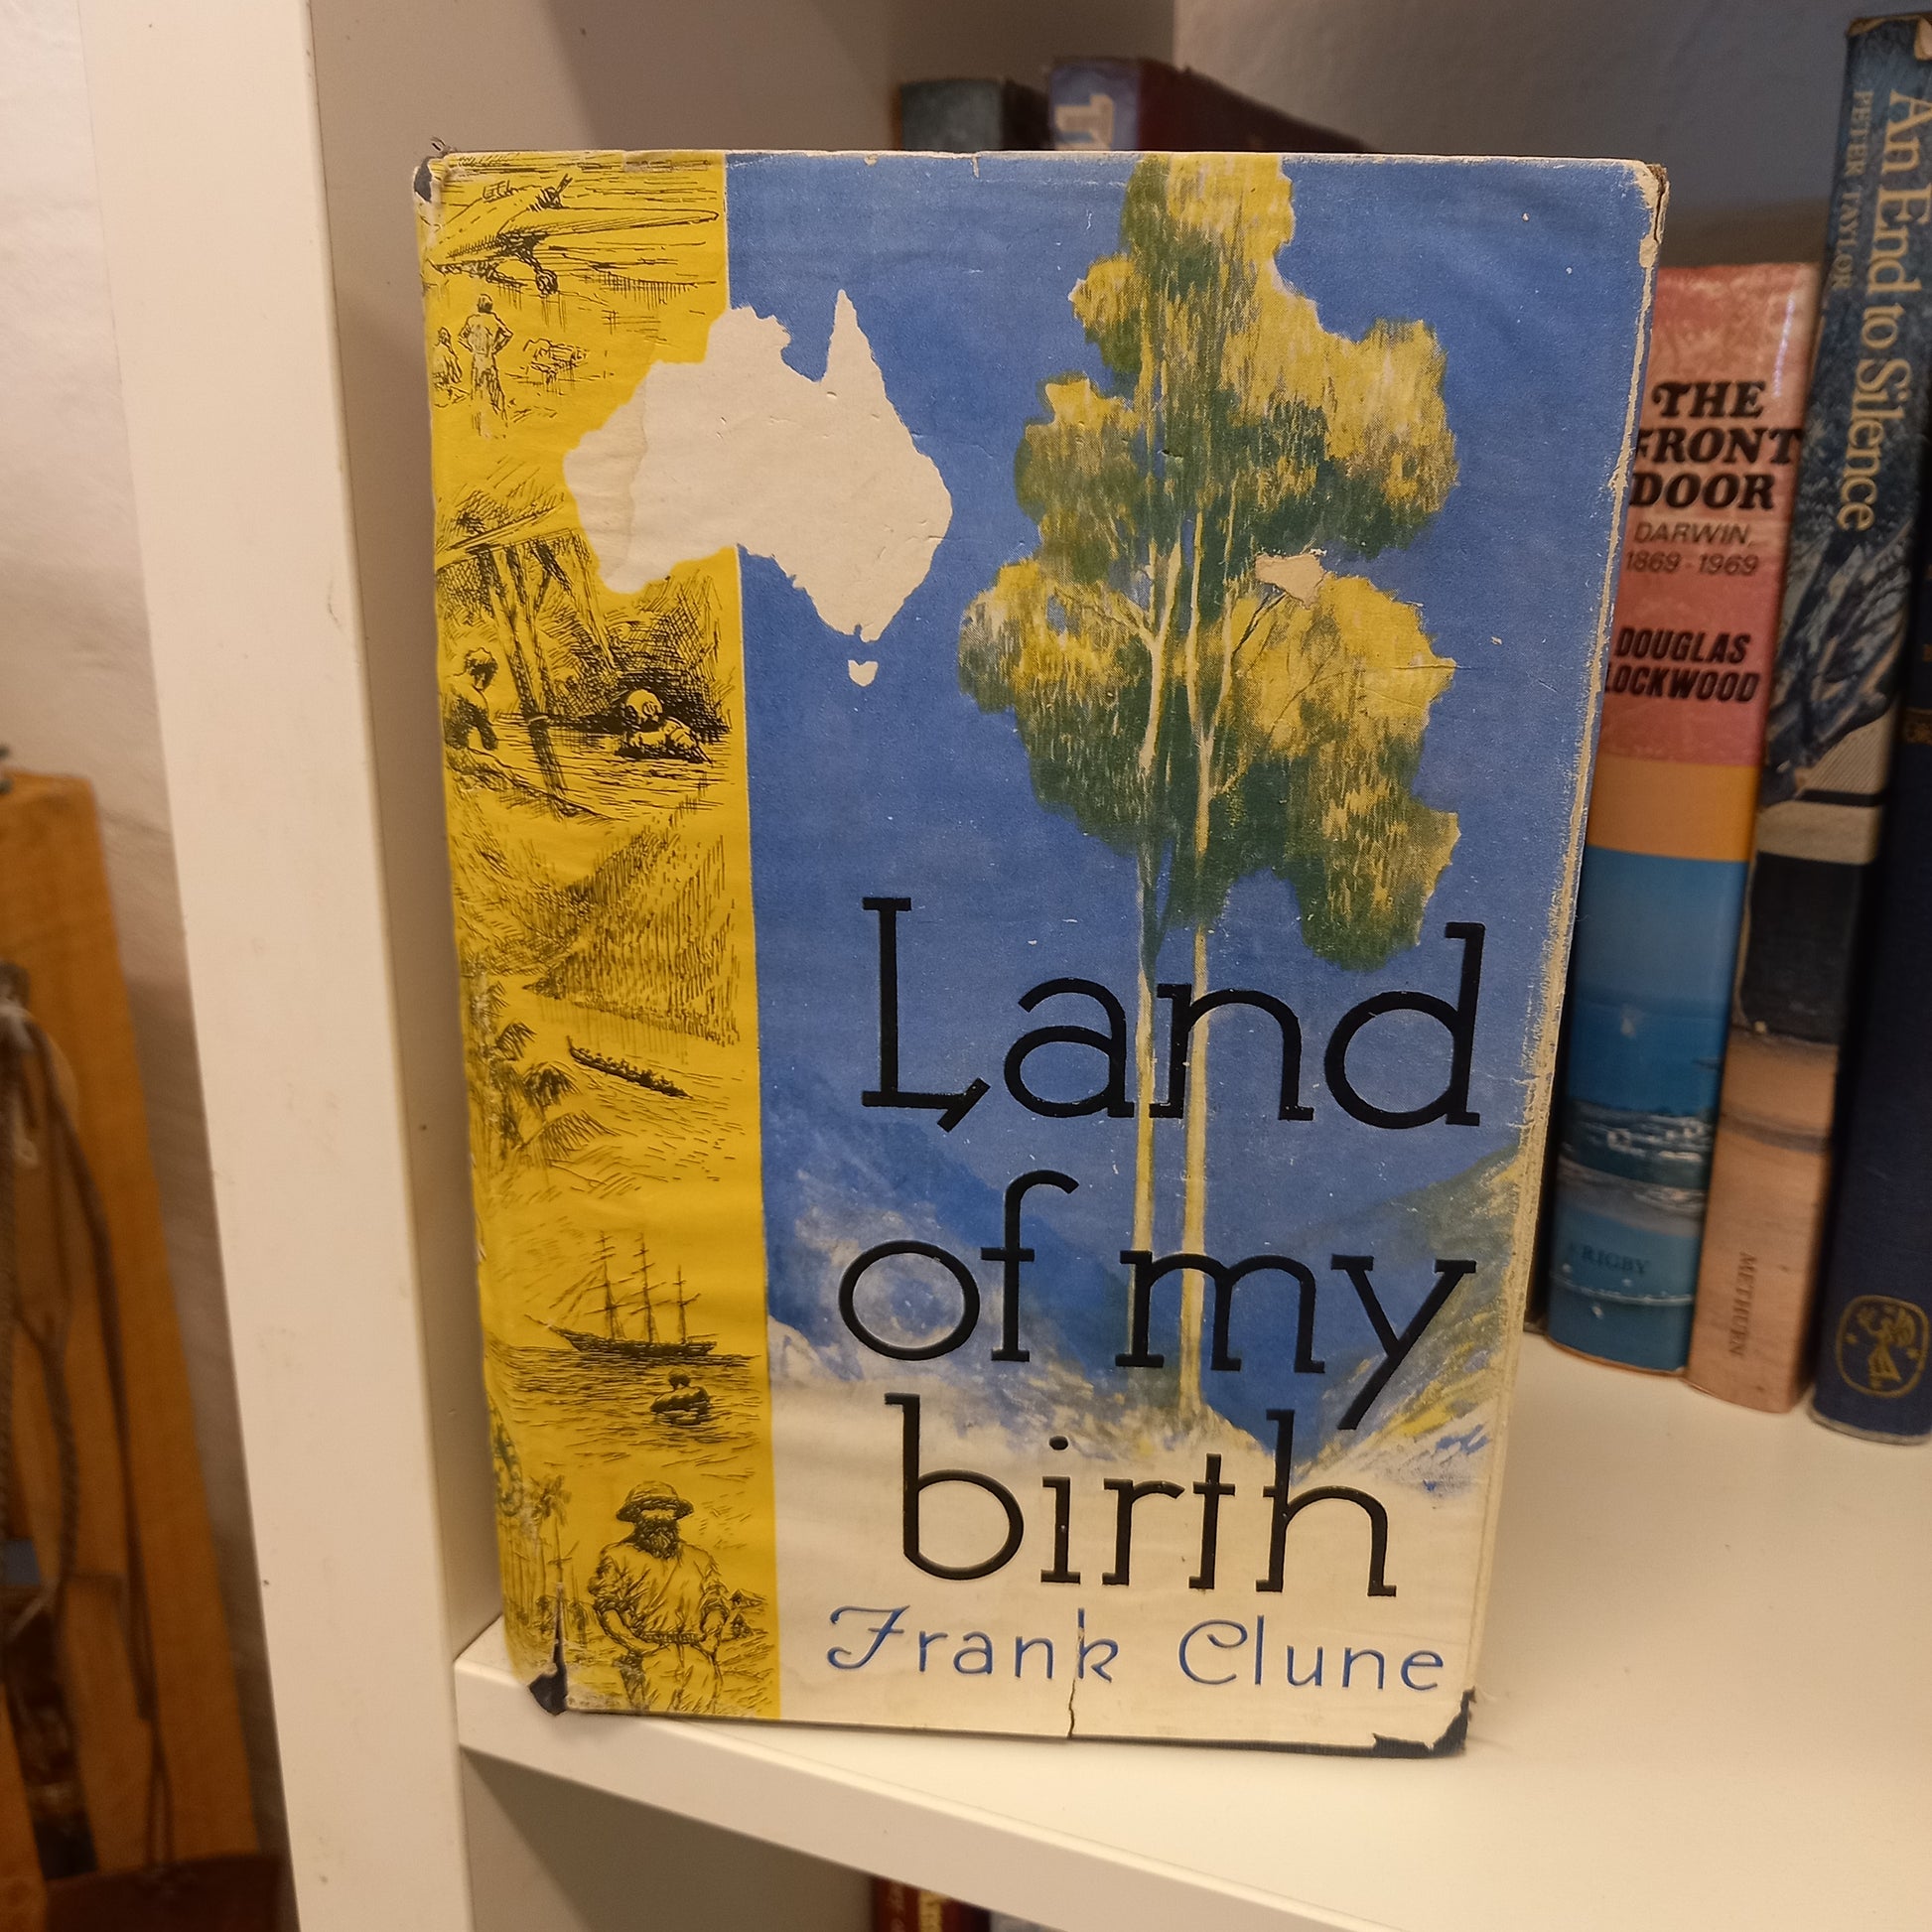 Land
of my
birth
Frank Clune
THE
FRONT
DOOR
DARWIN,
1869-1969
DOUGLAS
LOCKWOOD
RIGBY
An End to Silence
PETER TAYLOR
METHUEN